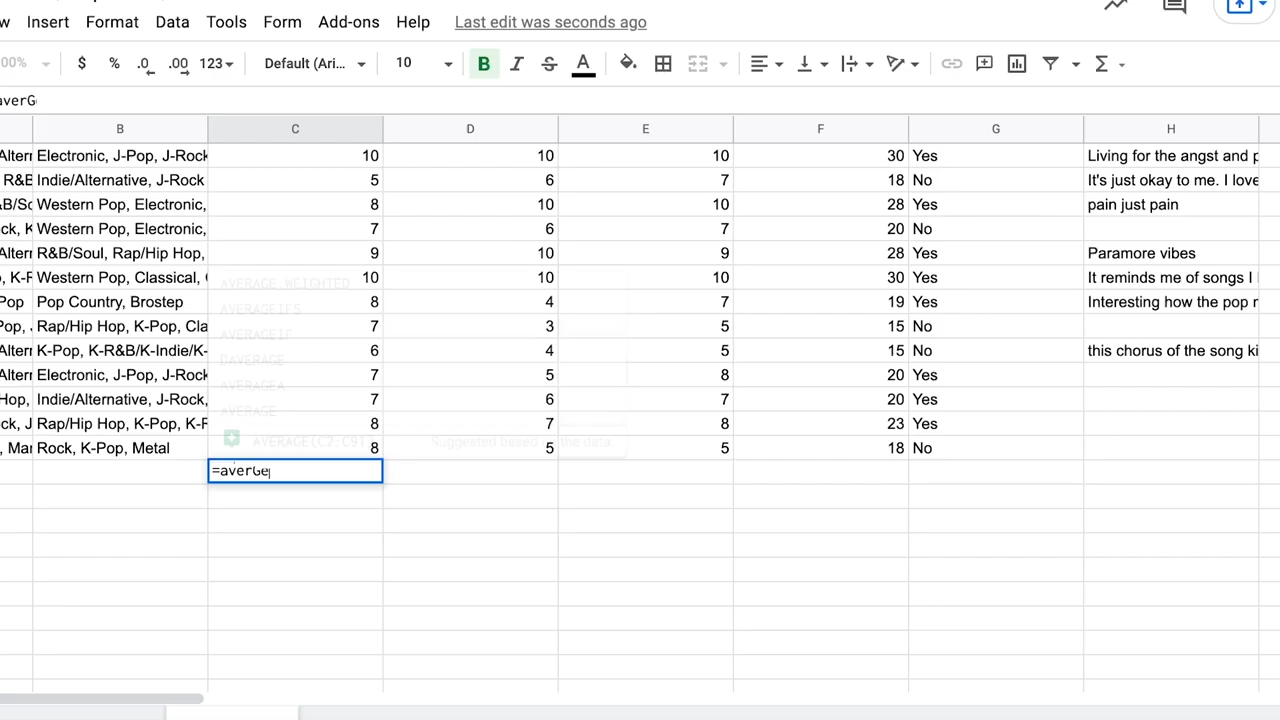 w Insert Format Data Tools Form Add-ons Help Last edit was seconds ago
00% $ % .0 .00 123 Default (Ari... 10 B I S A Σ
averG
B C D E F G H
Alterr Electronic, J-Pop, J-Rock 10 10 10 30 Yes Living for the angst and p
R&B Indie/Alternative, J-Rock 5 6 7 18 No It's just okay to me. I love
&B/So Western Pop, Electronic, 8 10 10 28 Yes pain just pain
ck, K Western Pop, Electronic, 7 6 7 20 No
Alterr R&B/Soul, Rap/Hip Hop, 9 10 9 28 Yes Paramore vibes
, K-F Western Pop, Classical, 10 10 10 30 Yes It reminds me of songs I
Pop Pop Country, Brostep 8 4 7 19 Yes Interesting how the pop r
Pop, Rap/Hip Hop, K-Pop, Cla 7 3 5 15 No
Alterr K-Pop, K-R&B/K-Indie/K- 6 4 5 15 No this chorus of the song ki
Alterr Electronic, J-Pop, J-Rock 7 5 8 20 Yes
Hop, Indie/Alternative, J-Rock, 7 6 7 20 Yes
ck, J Rap/Hip Hop, K-Pop, K-F 8 7 8 23 Yes
, Mar Rock, K-Pop, Metal 8 5 5 18 No
=averGe
AVERAGE.WEIGHTED
AVERAGEIFS
AVERAGEIF
DAVERAGE
AVERAGEA
AVERAGE
AVERAGE(C2:C91) Suggested based on the data